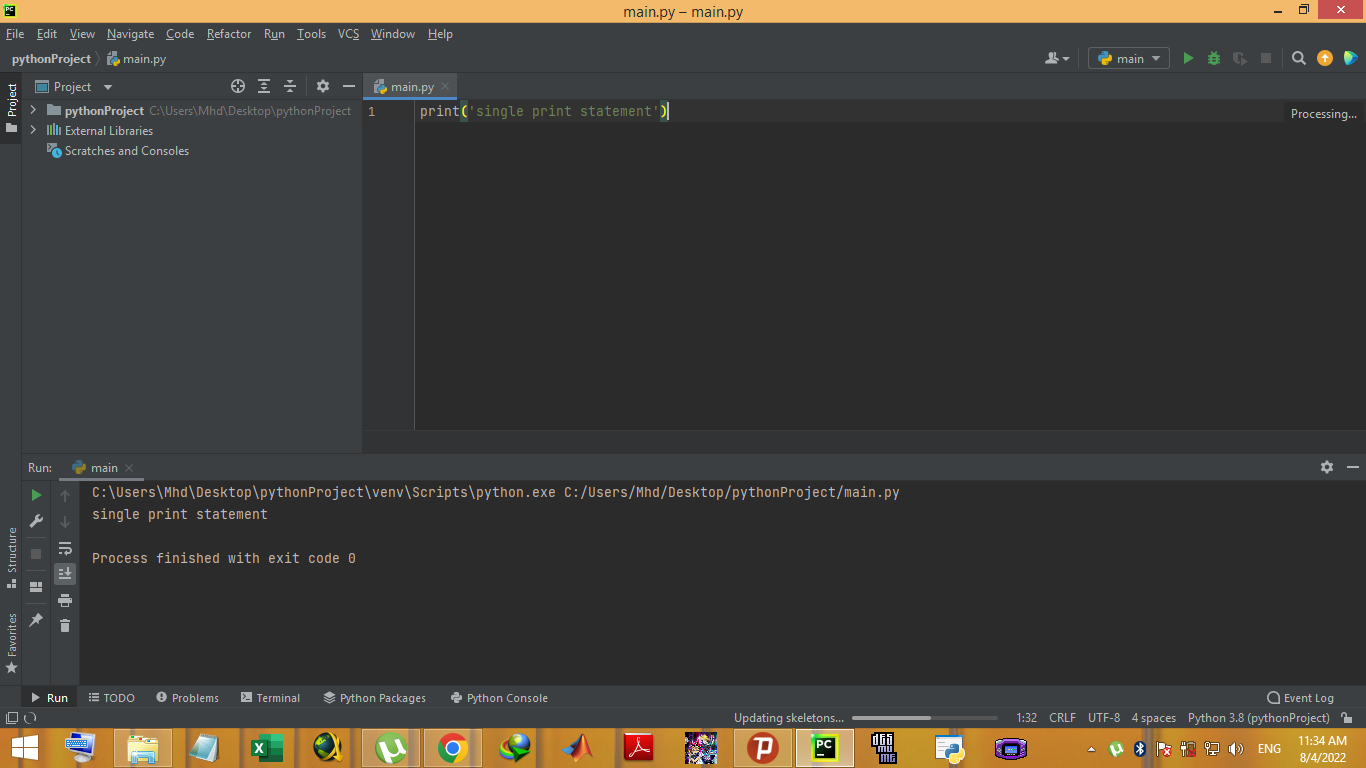 main.py – main.py
File Edit View Navigate Code Refactor Run Tools VCS Window Help
pythonProject main.py
main
Project
Project
main.py
pythonProject C:\Users\Mhd\Desktop\pythonProject
External Libraries
Scratches and Consoles
1 print('single print statement')
Processing...
Run: main
C:\Users\Mhd\Desktop\pythonProject\venv\Scripts\python.exe C:/Users/Mhd/Desktop/pythonProject/main.py
single print statement
Process finished with exit code 0
Structure
Favorites
Run TODO Problems Terminal Python Packages Python Console Event Log
Updating skeletons... 1:32 CRLF UTF-8 4 spaces Python 3.8 (pythonProject)
ENG
11:34 AM
8/4/2022